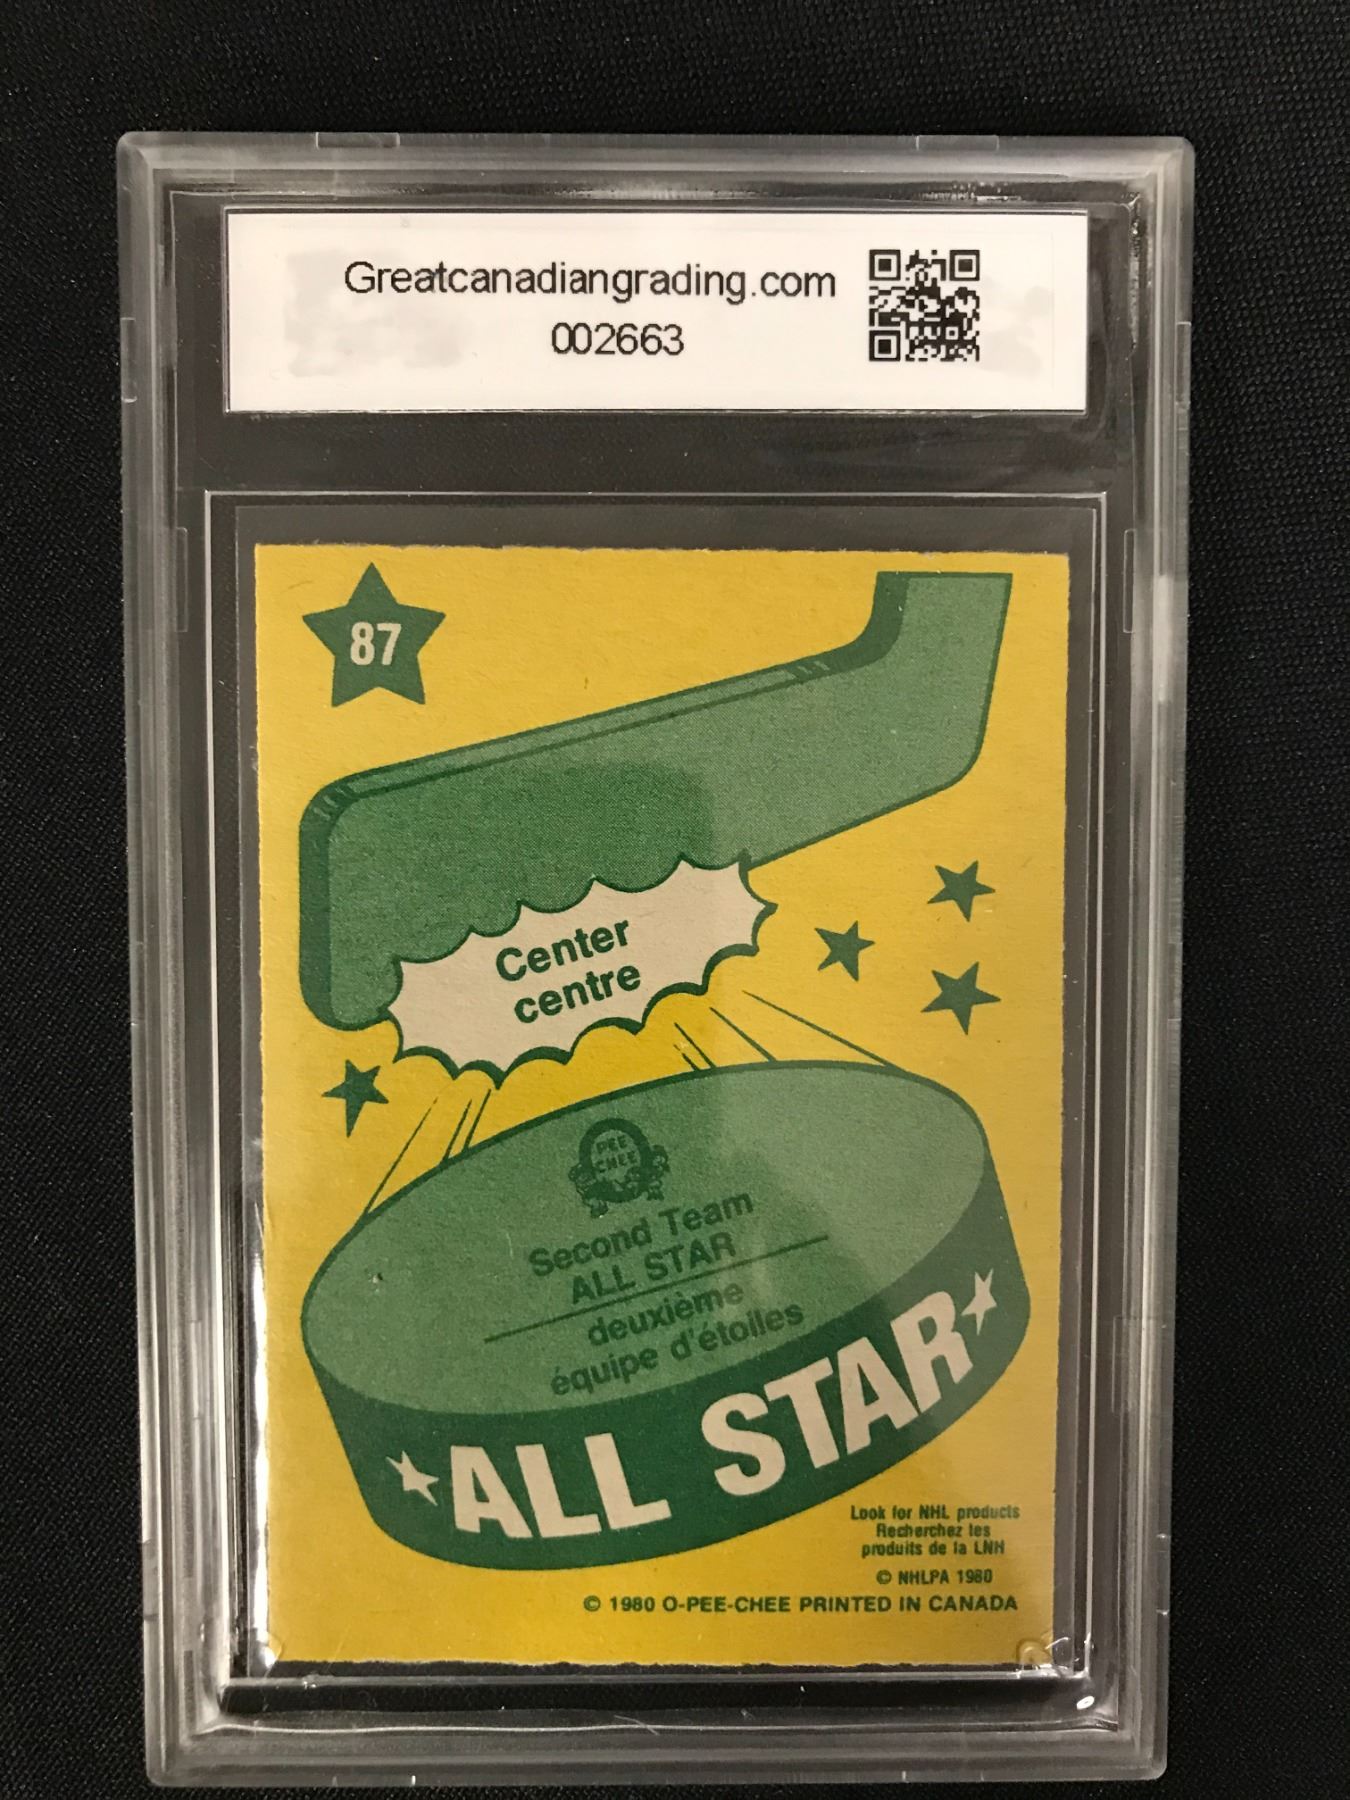 Greatcanadiangrading.com
002663
87
Center
centre
PEE
CHEE
Second Team
ALL STAR
deuxième
équipe d'étoiles
ALL STAR
Look for NHL products
Recherchez les
produits de la LNH
© NHLPA 1980
© 1980 O-PEE-CHEE PRINTED IN CANADA